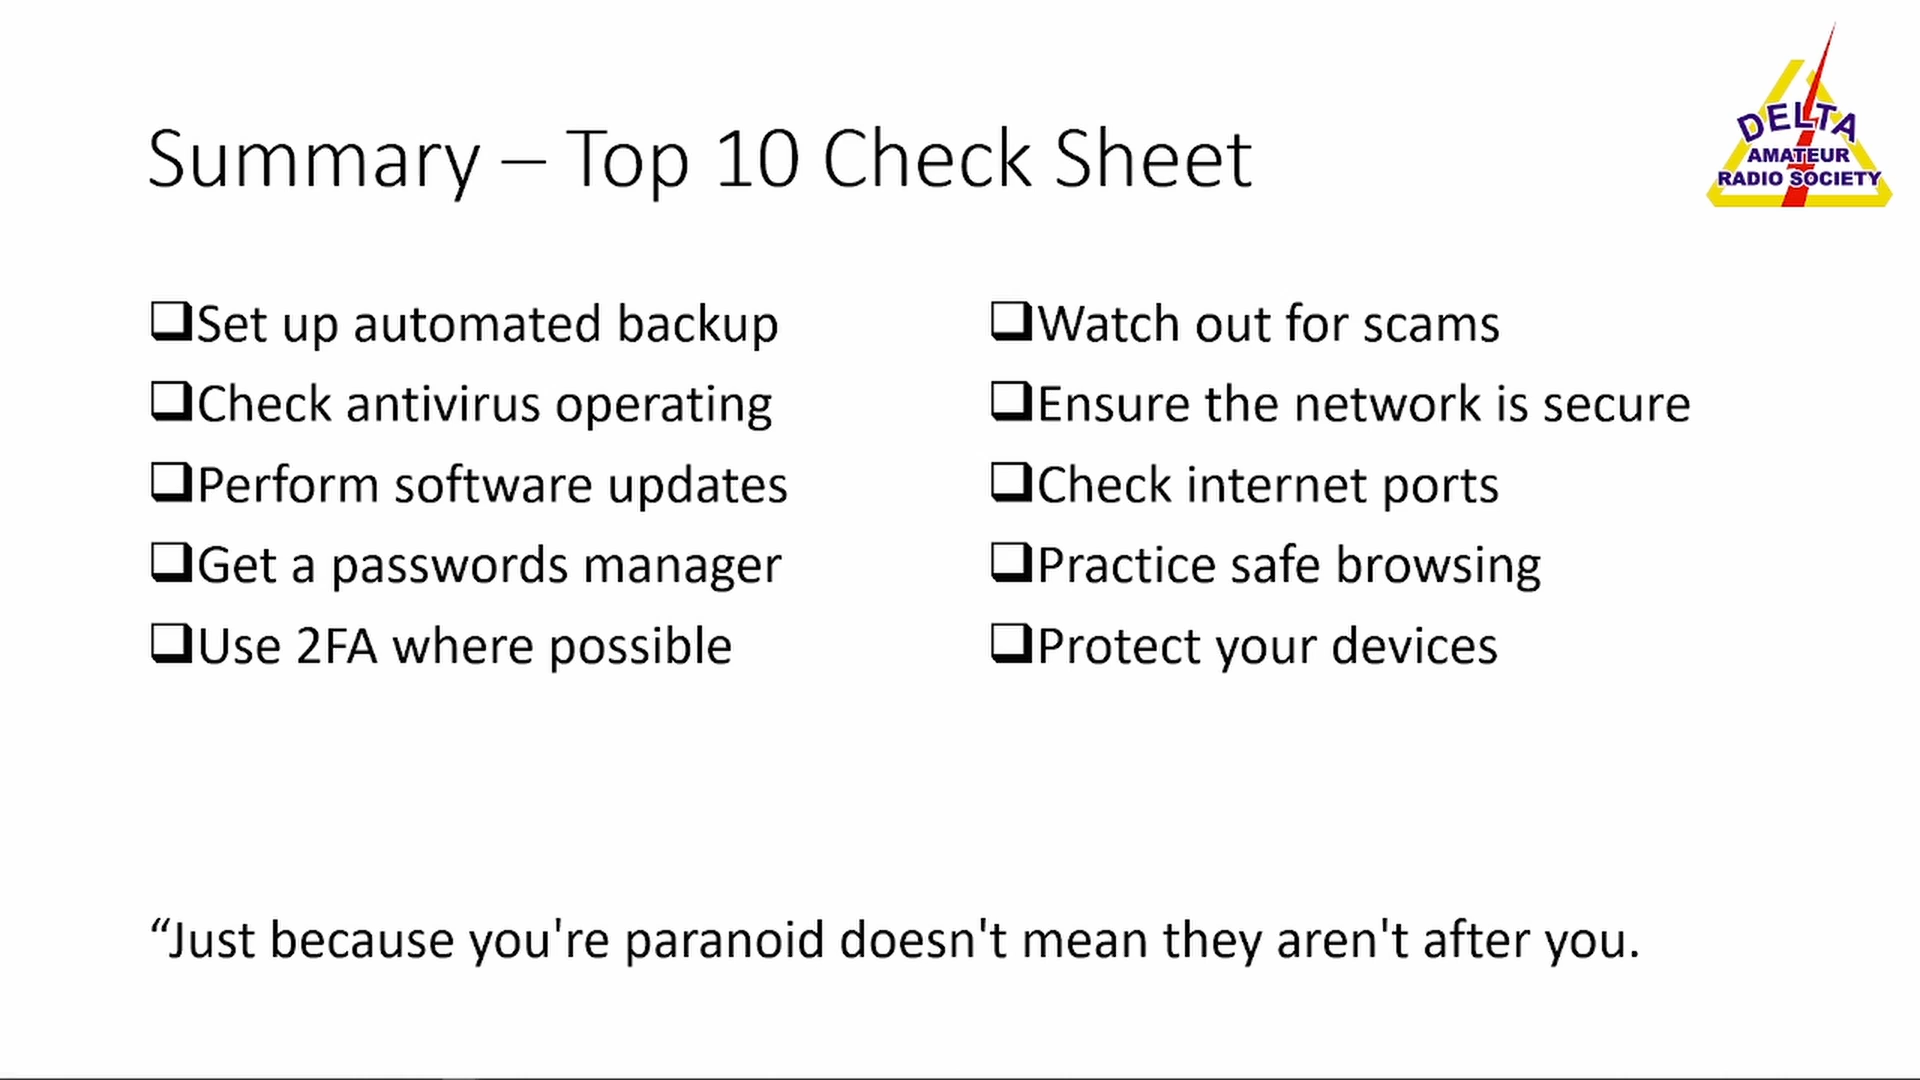 Summary – Top 10 Check Sheet
DELTA
AMATEUR
RADIO SOCIETY
❑Set up automated backup
❑Check antivirus operating
❑Perform software updates
❑Get a passwords manager
❑Use 2FA where possible
❑Watch out for scams
❑Ensure the network is secure
❑Check internet ports
❑Practice safe browsing
❑Protect your devices
“Just because you're paranoid doesn't mean they aren't after you.